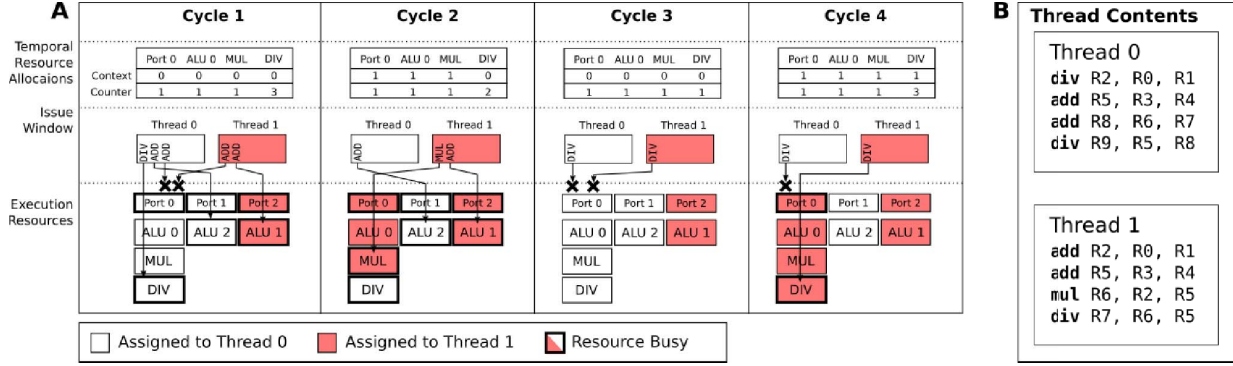 A
Cycle 1 Cycle 2 Cycle 3 Cycle 4
Temporal
Resource
Allocaions
Port 0 ALU 0 MUL DIV
Context 0 0 0 0
Counter 1 1 1 3
Port 0 ALU 0 MUL DIV
1 1 1 0
1 1 1 2
Port 0 ALU 0 MUL DIV
0 0 0 0
1 1 1 1
Port 0 ALU 0 MUL DIV
1 1 1 1
1 1 1 3
Issue
Window
Thread 0 Thread 1
DIV ADD ADD
ADD ADD
Thread 0 Thread 1
ADD
MUL ADD
Thread 0 Thread 1
DIV
DIV
Thread 0 Thread 1
DIV
DIV
Execution
Resources
Port 0 Port 1 Port 2
ALU 0 ALU 2 ALU 1
MUL
DIV
Port 0 Port 1 Port 2
ALU 0 ALU 2 ALU 1
MUL
DIV
Port 0 Port 1 Port 2
ALU 0 ALU 2 ALU 1
MUL
DIV
Port 0 Port 1 Port 2
ALU 0 ALU 2 ALU 1
MUL
DIV
Assigned to Thread 0 Assigned to Thread 1 Resource Busy
B
Thread Contents
Thread 0
div R2, R0, R1
add R5, R3, R4
add R8, R6, R7
div R9, R5, R8
Thread 1
add R2, R0, R1
add R5, R3, R4
mul R6, R2, R5
div R7, R6, R5